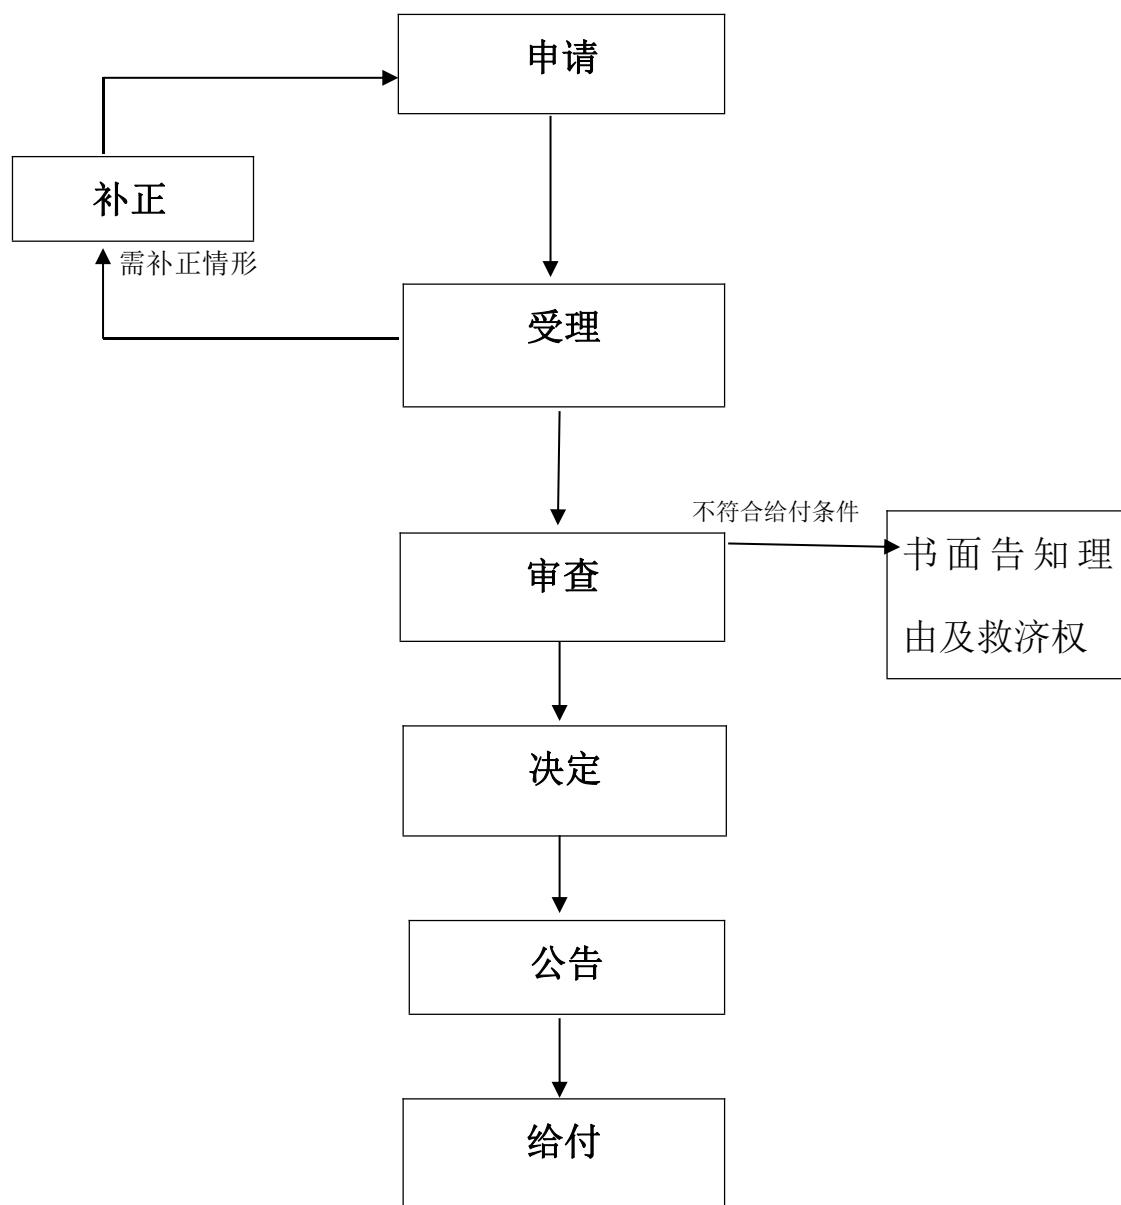 申请
补正
需补正情形
受理
不符合给付条件
书面告知理
由及救济权
审查
决定
公告
给付